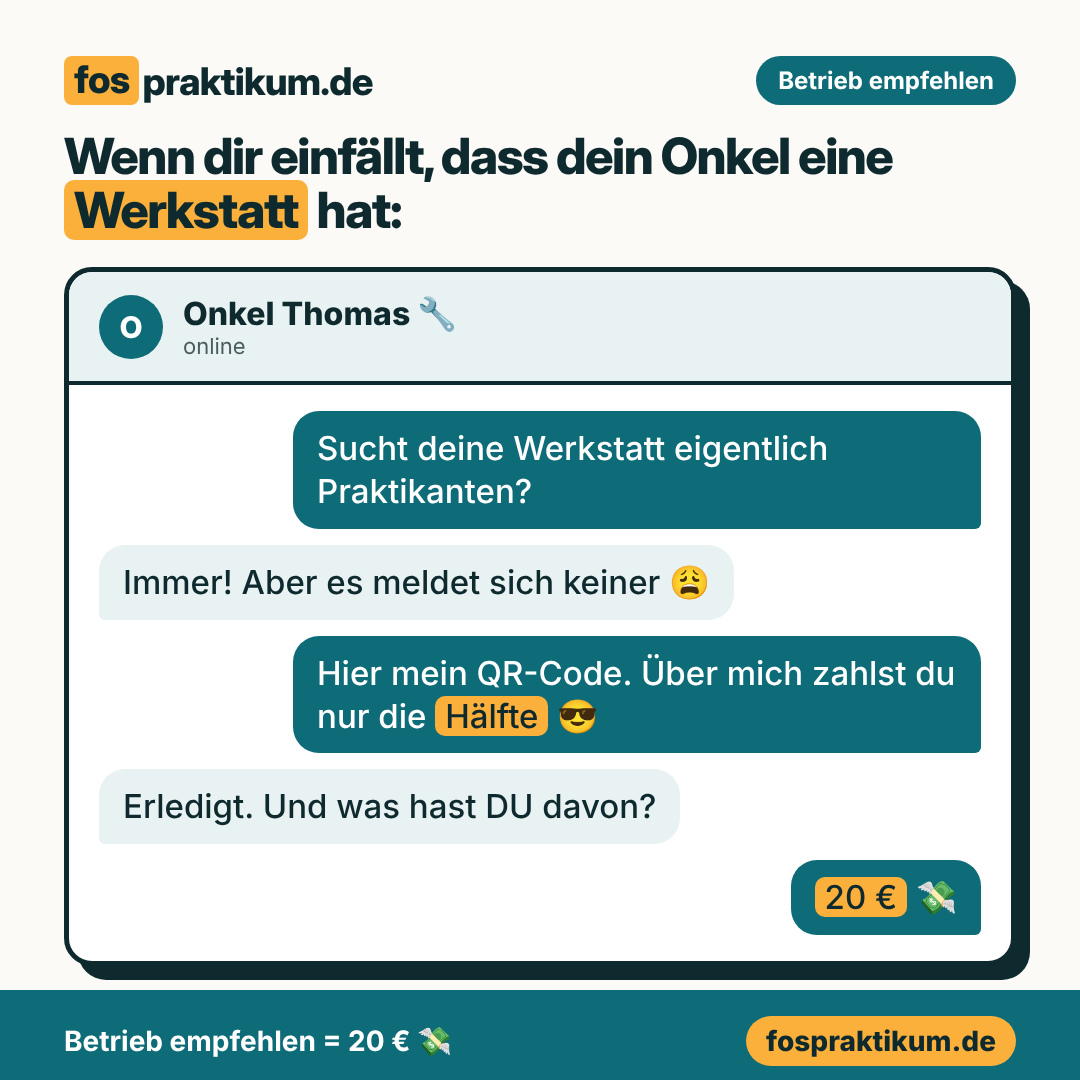 fospraktikum.de
Betrieb empfehlen
Wenn dir einfällt, dass dein Onkel eine
Werkstatt hat:
O
Onkel Thomas 🔧
online
Sucht deine Werkstatt eigentlich
Praktikanten?
Immer! Aber es meldet sich keiner 😩
Hier mein QR-Code. Über mich zahlst du
nur die Hälfte 😎
Erledigt. Und was hast DU davon?
20 € 💸
Betrieb empfehlen = 20 € 💸
fospraktikum.de